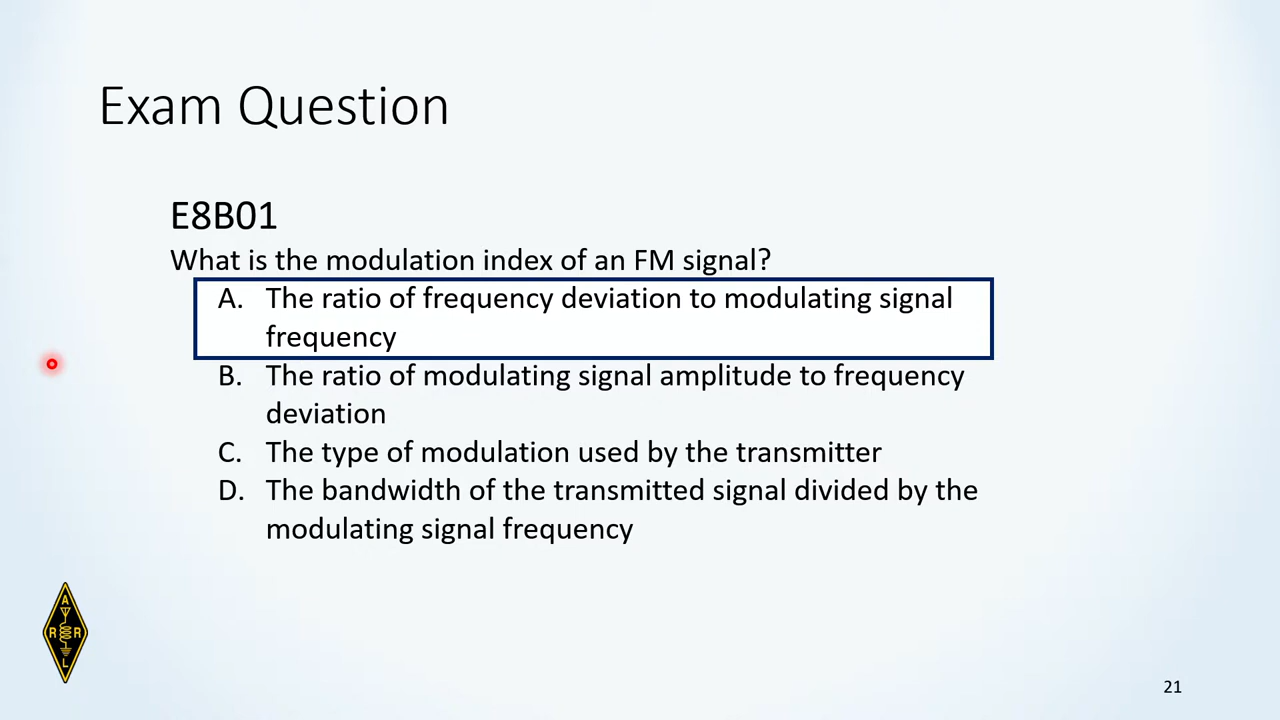 Exam Question
E8B01
What is the modulation index of an FM signal?
A. The ratio of frequency deviation to modulating signal
frequency
B. The ratio of modulating signal amplitude to frequency
deviation
C. The type of modulation used by the transmitter
D. The bandwidth of the transmitted signal divided by the
modulating signal frequency
A
R R
L
21